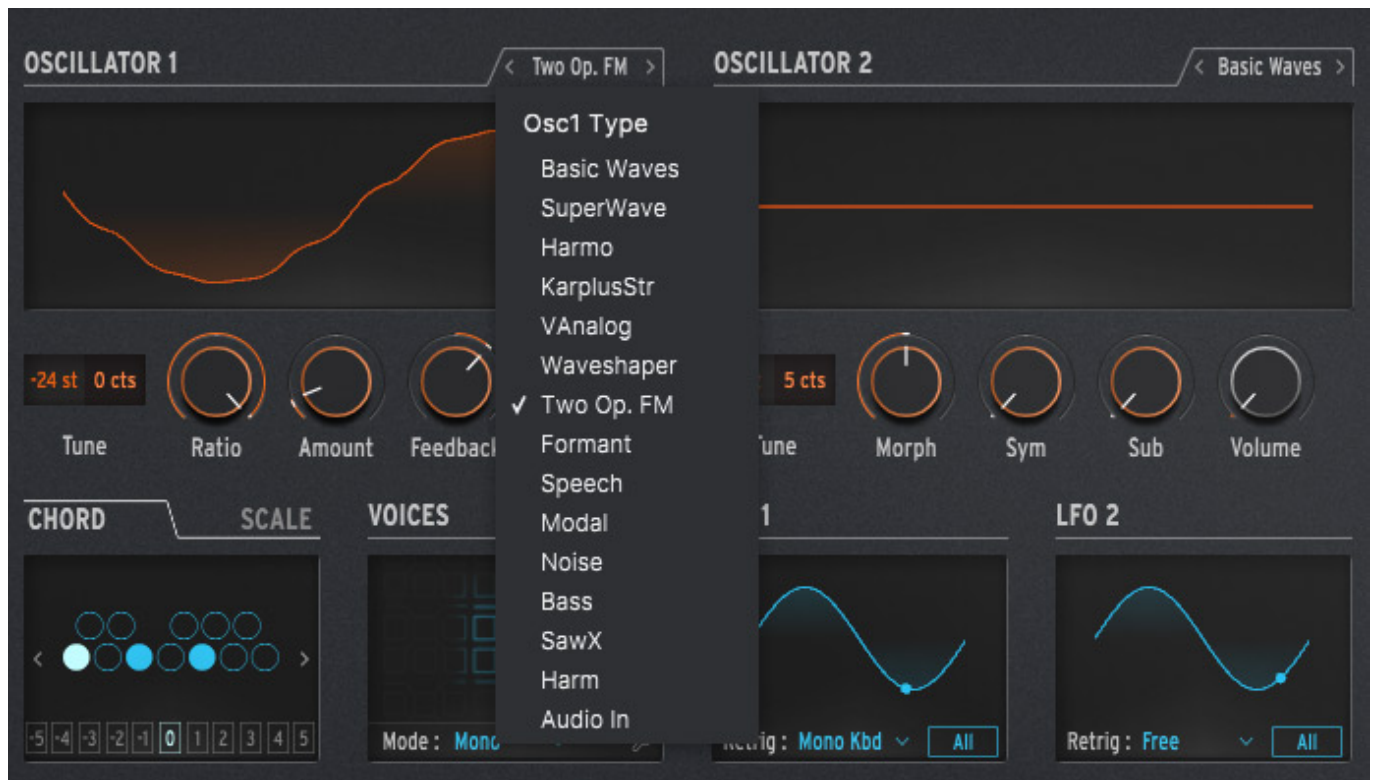 OSCILLATOR 1
< Two Op. FM >
OSCILLATOR 2
< Basic Waves >
Osc1 Type
Basic Waves
SuperWave
Harmo
KarplusStr
VAnalog
Waveshaper
✓ Two Op. FM
Formant
Speech
Modal
Noise
Bass
SawX
Harm
Audio In
-24 st 0 cts
Tune
Ratio
Amount
Feedback
5 cts
Morph
Sym
Sub
Volume
CHORD
SCALE
-5 -4 -3 -2 -1 0 1 2 3 4 5
VOICES
Mode : Mono
1
Mono Kbd
All
LFO 2
Retrig : Free
All